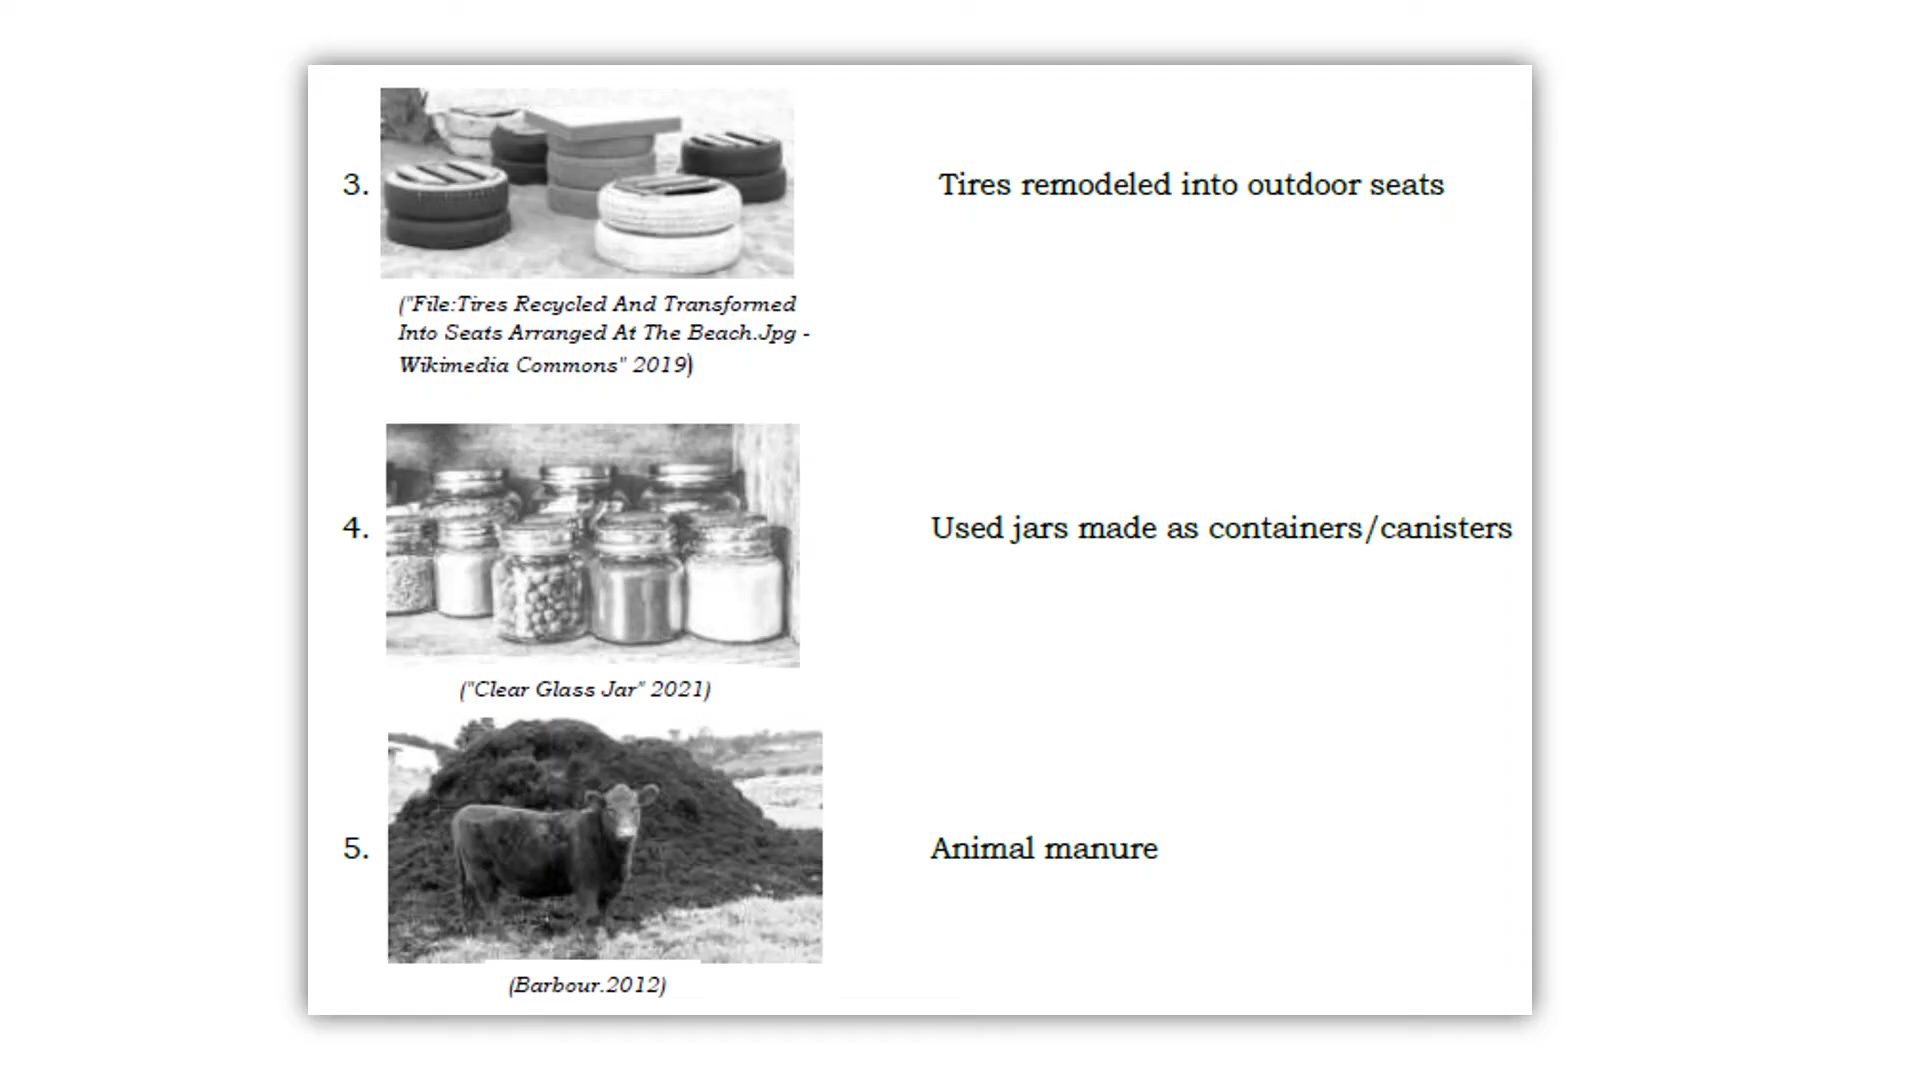 3.
Tires remodeled into outdoor seats
("File:Tires Recycled And Transformed
Into Seats Arranged At The Beach.Jpg -
Wikimedia Commons" 2019)
4.
Used jars made as containers/canisters
("Clear Glass Jar" 2021)
5.
Animal manure
(Barbour.2012)